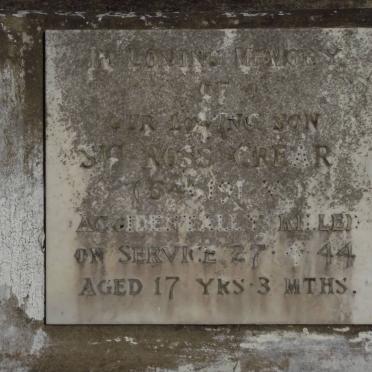 IN LOVING MEMORY
OF
OUR LOVING SON
ROSS
ACCIDENTALLY KILLED
ON SERVICE 27 44
AGED 17 YRS 3 MTHS.